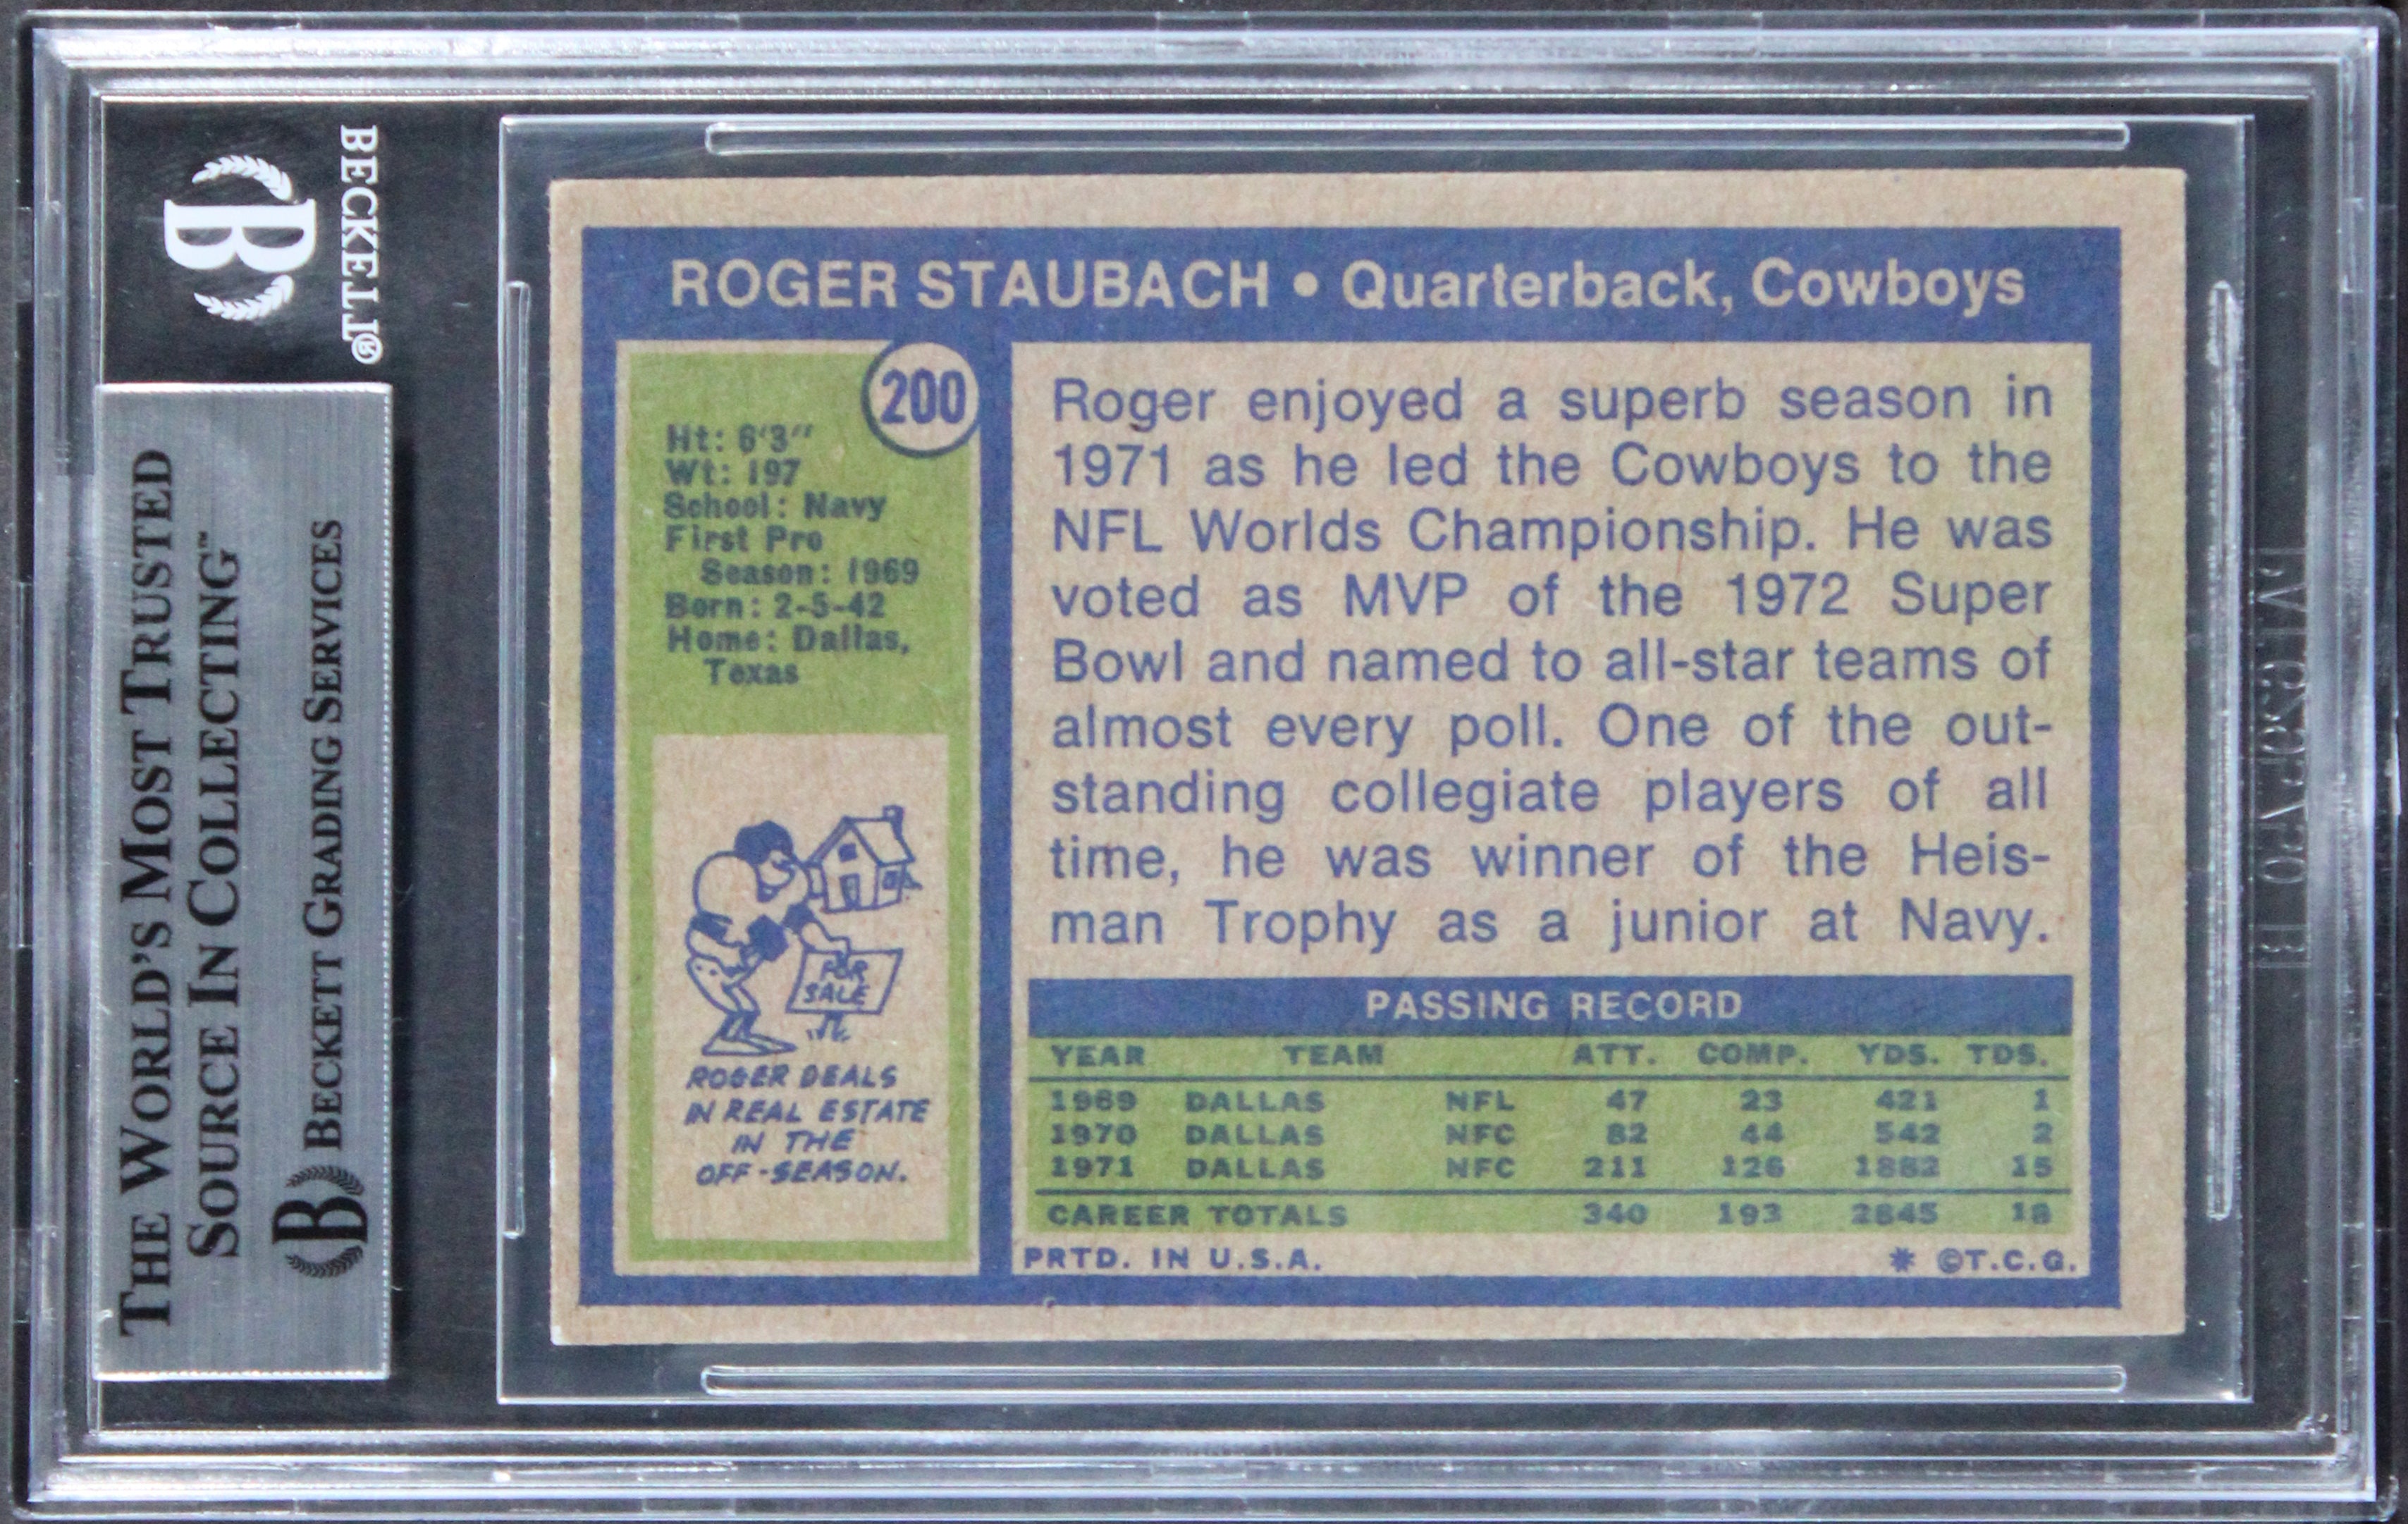 BECKETT®
B
THE WORLD'S MOST TRUSTED
SOURCE IN COLLECTING™
B BECKETT GRADING SERVICES
ROGER STAUBACH • Quarterback, Cowboys
200
Ht: 6'3"
Wt: 197
School: Navy
First Pro
Season: 1969
Born: 2-5-42
Home: Dallas,
Texas
FOR
SALE
ROGER DEALS
IN REAL ESTATE
IN THE
OFF-SEASON.
Roger enjoyed a superb season in
1971 as he led the Cowboys to the
NFL Worlds Championship. He was
voted as MVP of the 1972 Super
Bowl and named to all-star teams of
almost every poll. One of the out-
standing collegiate players of all
time, he was winner of the Heis-
man Trophy as a junior at Navy.
PASSING RECORD
YEAR TEAM ATT. COMP. YDS. TDS.
1969 DALLAS NFL 47 23 421 1
1970 DALLAS NFC 82 44 542 2
1971 DALLAS NFC 211 126 1882 15
CAREER TOTALS 340 193 2845 18
PRTD. IN U.S.A. * ©T.C.G.